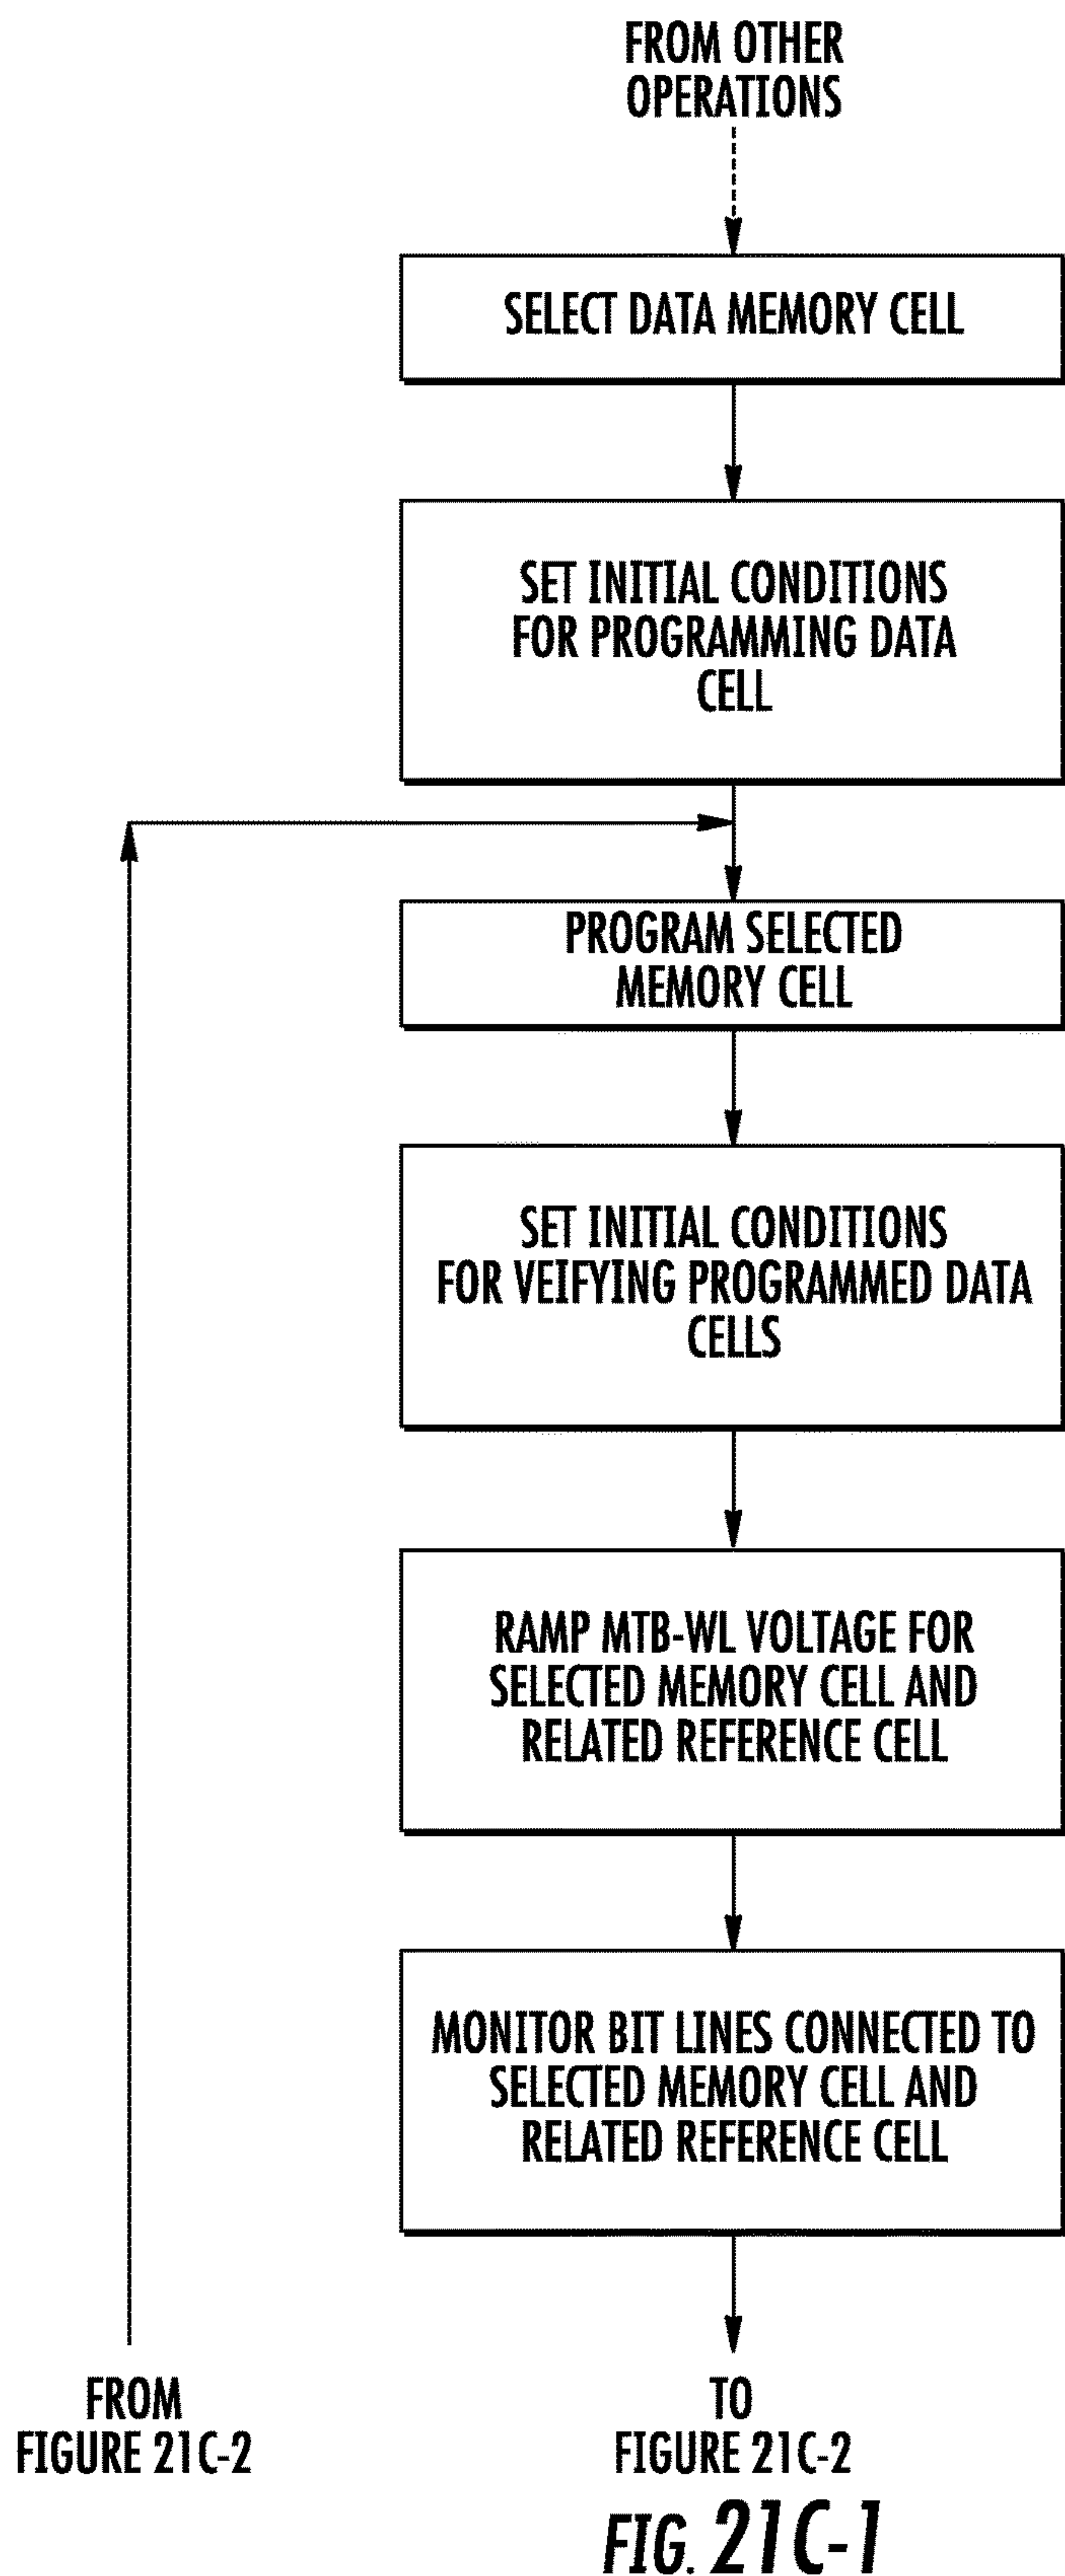 FROM OTHER
OPERATIONS
SELECT DATA MEMORY CELL
SET INITIAL CONDITIONS
FOR PROGRAMMING DATA
CELL
PROGRAM SELECTED
MEMORY CELL
SET INITIAL CONDITIONS
FOR VEIFYING PROGRAMMED DATA
CELLS
RAMP MTB-WL VOLTAGE FOR
SELECTED MEMORY CELL AND
RELATED REFERENCE CELL
MONITOR BIT LINES CONNECTED TO
SELECTED MEMORY CELL AND
RELATED REFERENCE CELL
FROM
FIGURE 21C-2
TO
FIGURE 21C-2
FIG. 21C-1